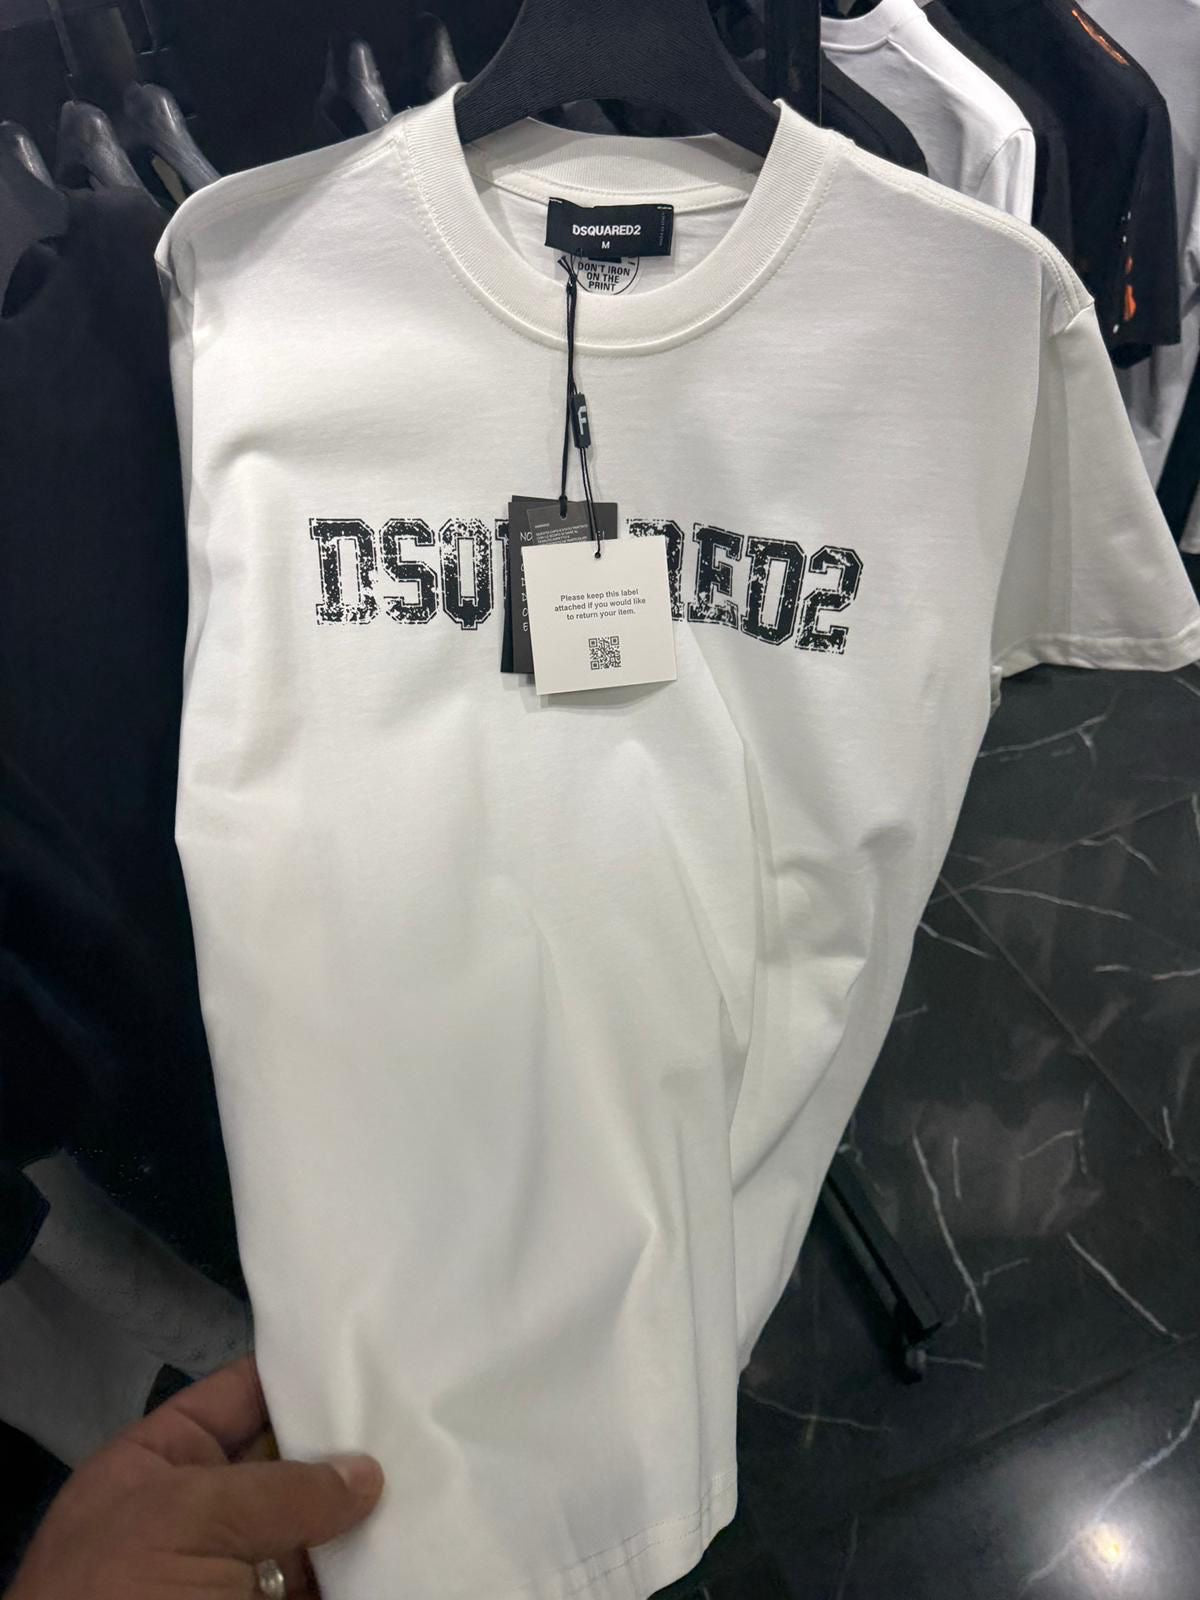 DSQUARED2
M
DON'T IRON
ON THE
PRINT
f
DSQ RED2
NO
E
Please keep this label
attached if you would like
to return your item.